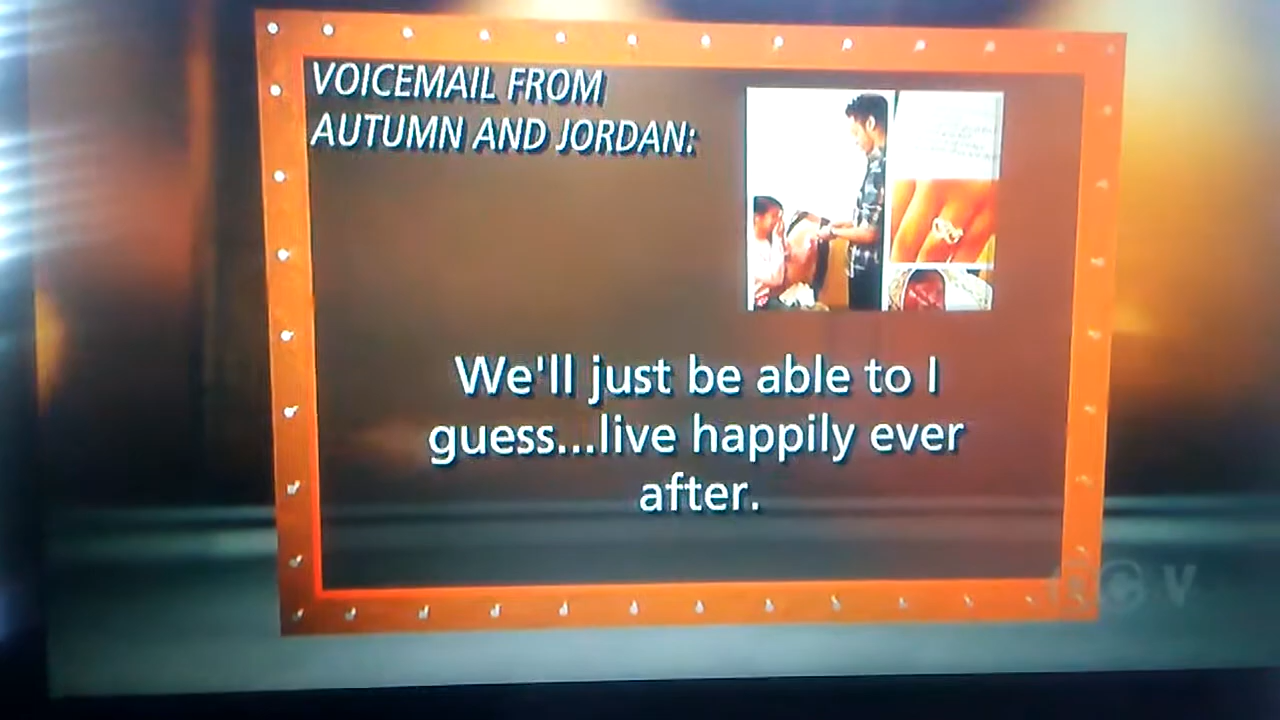 VOICEMAIL FROM
AUTUMN AND JORDAN:
We'll just be able to I
guess...live happily ever
after.